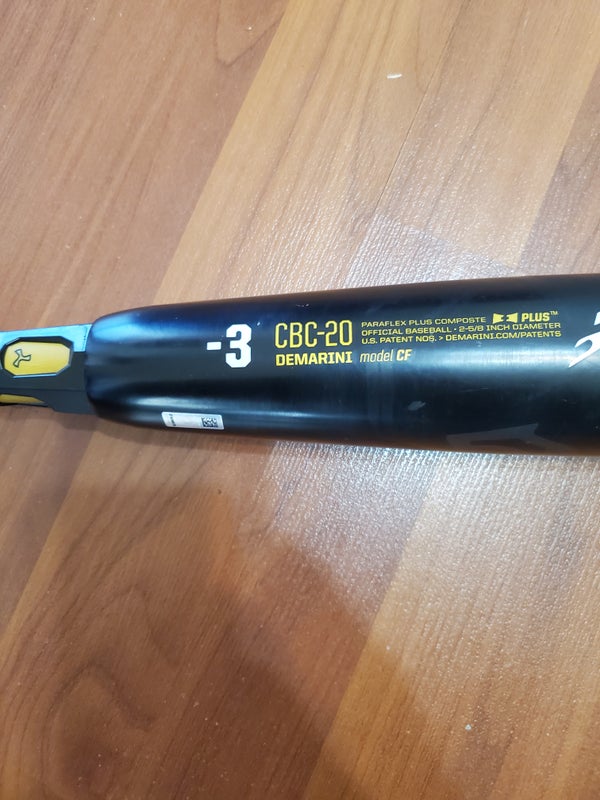 -3
CBC-20
DEMARINI model CF
PARAFLEX PLUS COMPOSITE PLUS™
OFFICIAL BASEBALL • 2-5/8 INCH DIAMETER
U.S. PATENT NOS. > DEMARINI.COM/PATENTS